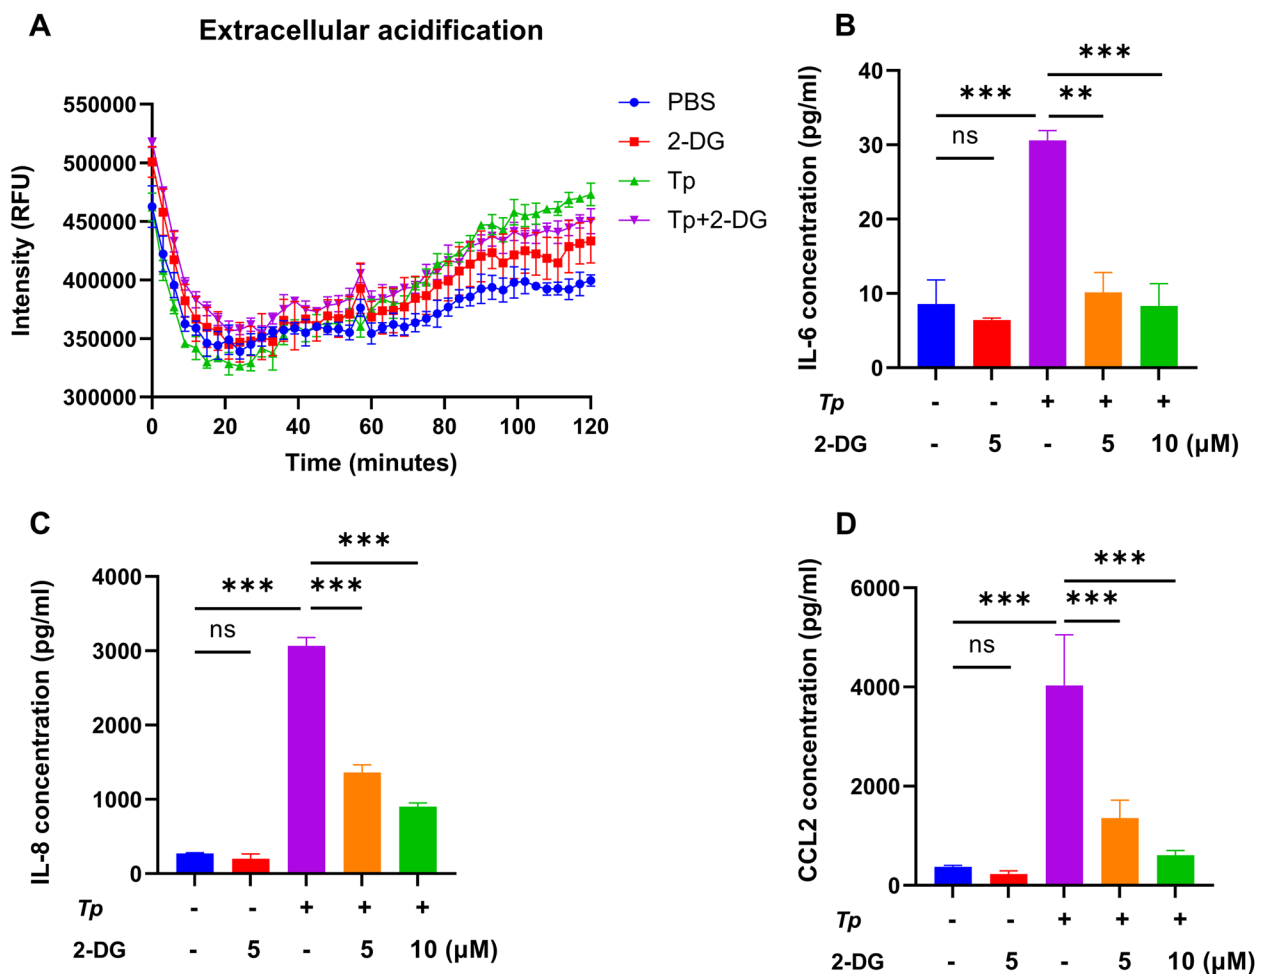 A
Extracellular acidification
550000
500000
450000
400000
350000
300000
Intensity (RFU)
0 20 40 60 80 100 120
Time (minutes)
PBS
2-DG
Tp
Tp+2-DG
B
IL-6 concentration (pg/ml)
40
30
20
10
0
***
*** **
ns
Tp - - + + +
2-DG - 5 - 5 10 (µM)
C
IL-8 concentration (pg/ml)
4000
3000
2000
1000
0
***
*** ***
ns
Tp - - + + +
2-DG - 5 - 5 10 (µM)
D
CCL2 concentration (pg/ml)
6000
4000
2000
0
***
*** ***
ns
Tp - - + + +
2-DG - 5 - 5 10 (µM)